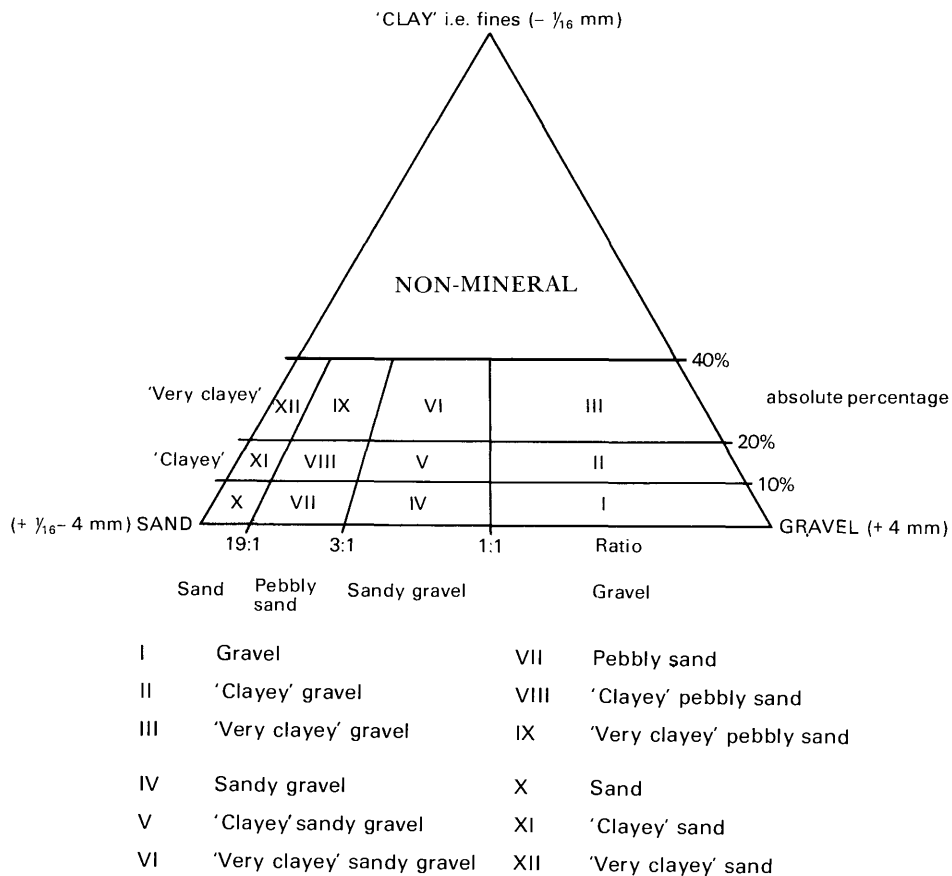 ‘CLAY’ i.e. fines (– 1/16 mm)
NON-MINERAL
40%
‘Very clayey’ XII IX VI III absolute percentage
20%
‘Clayey’ XI VIII V II
10%
X VII IV I
(+ 1/16– 4 mm) SAND GRAVEL (+ 4 mm)
19:1 3:1 1:1 Ratio
Sand Pebbly sand Sandy gravel Gravel
I Gravel
II ‘Clayey’ gravel
III ‘Very clayey’ gravel
IV Sandy gravel
V ‘Clayey’ sandy gravel
VI ‘Very clayey’ sandy gravel
VII Pebbly sand
VIII ‘Clayey’ pebbly sand
IX ‘Very clayey’ pebbly sand
X Sand
XI ‘Clayey’ sand
XII ‘Very clayey’ sand